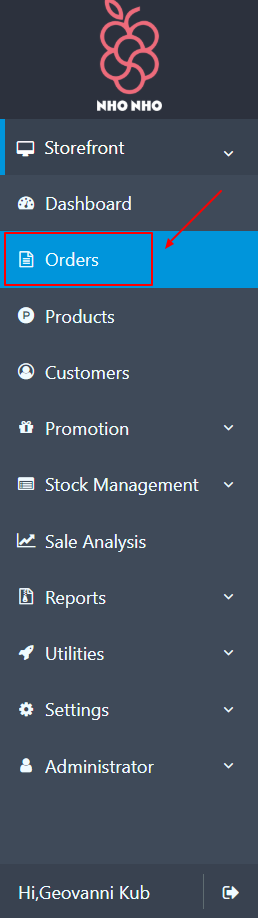 NHO NHO
Storefront
Dashboard
Orders
Products
Customers
Promotion
Stock Management
Sale Analysis
Reports
Utilities
Settings
Administrator
Hi,Geovanni Kub